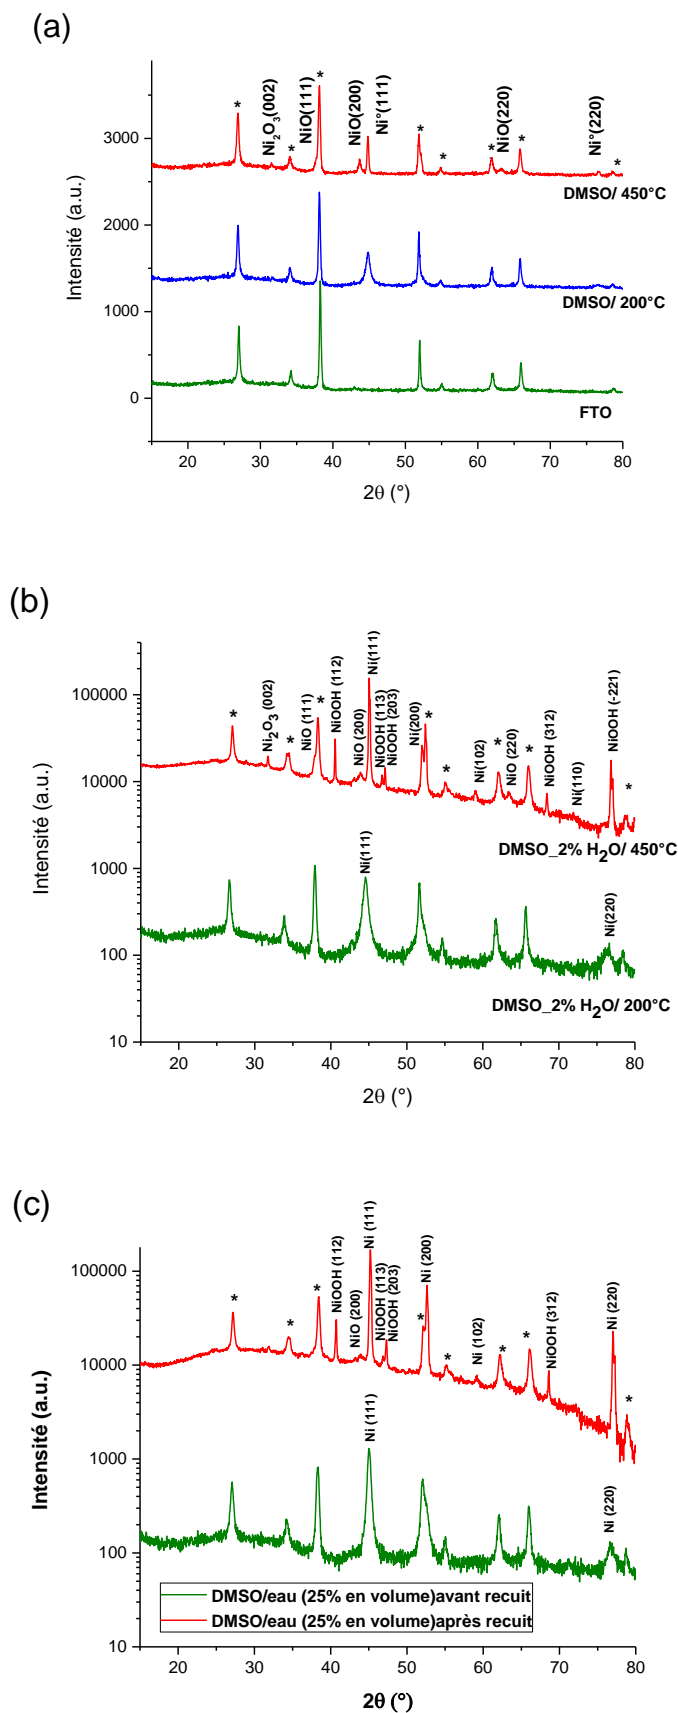 (a)
Ni2O3(002)
NiO(111)
NiO(200)
Ni°(111)
NiO(220)
Ni°(220)
* * * * * * * *
3000
2000
1000
0
Intensité (a.u.)
DMSO/ 450°C
DMSO/ 200°C
FTO
20 30 40 50 60 70 80
2θ (°)
(b)
Ni2O3 (002)
NiO (111)
NiOOH (112)
NiO (200)
Ni(111)
NiOOH (113)
NiOOH (203)
Ni(200)
Ni(102)
NiO (220)
NiOOH (312)
Ni(110)
NiOOH (-221)
* * * * * * * *
100000
10000
1000
100
10
Intensité (a.u.)
DMSO_2% H2O/ 450°C
Ni(111)
Ni(220)
DMSO_2% H2O/ 200°C
20 30 40 50 60 70 80
2θ (°)
(c)
NiOOH (112)
NiO (200)
Ni (111)
NiOOH (113)
NiOOH (203)
Ni (200)
Ni (102)
NiOOH (312)
Ni (220)
* * * * * * * *
100000
10000
1000
100
10
Intensité (a.u.)
Ni (111)
Ni (220)
DMSO/eau (25% en volume)avant recuit
DMSO/eau (25% en volume)après recuit
20 30 40 50 60 70 80
2θ (°)